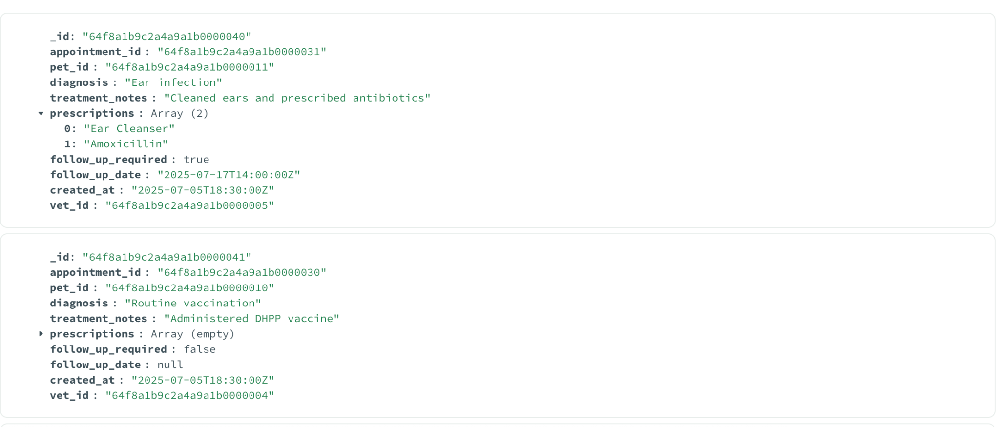 _id: "64f8a1b9c2a4a9a1b0000040"
appointment_id : "64f8a1b9c2a4a9a1b0000031"
pet_id : "64f8a1b9c2a4a9a1b0000011"
diagnosis : "Ear infection"
treatment_notes : "Cleaned ears and prescribed antibiotics"
prescriptions : Array (2)
0: "Ear Cleanser"
1: "Amoxicillin"
follow_up_required : true
follow_up_date : "2025-07-17T14:00:00Z"
created_at : "2025-07-05T18:30:00Z"
vet_id : "64f8a1b9c2a4a9a1b0000005"
_id: "64f8a1b9c2a4a9a1b0000041"
appointment_id : "64f8a1b9c2a4a9a1b0000030"
pet_id : "64f8a1b9c2a4a9a1b0000010"
diagnosis : "Routine vaccination"
treatment_notes : "Administered DHPP vaccine"
prescriptions : Array (empty)
follow_up_required : false
follow_up_date : null
created_at : "2025-07-05T18:30:00Z"
vet_id : "64f8a1b9c2a4a9a1b0000004"